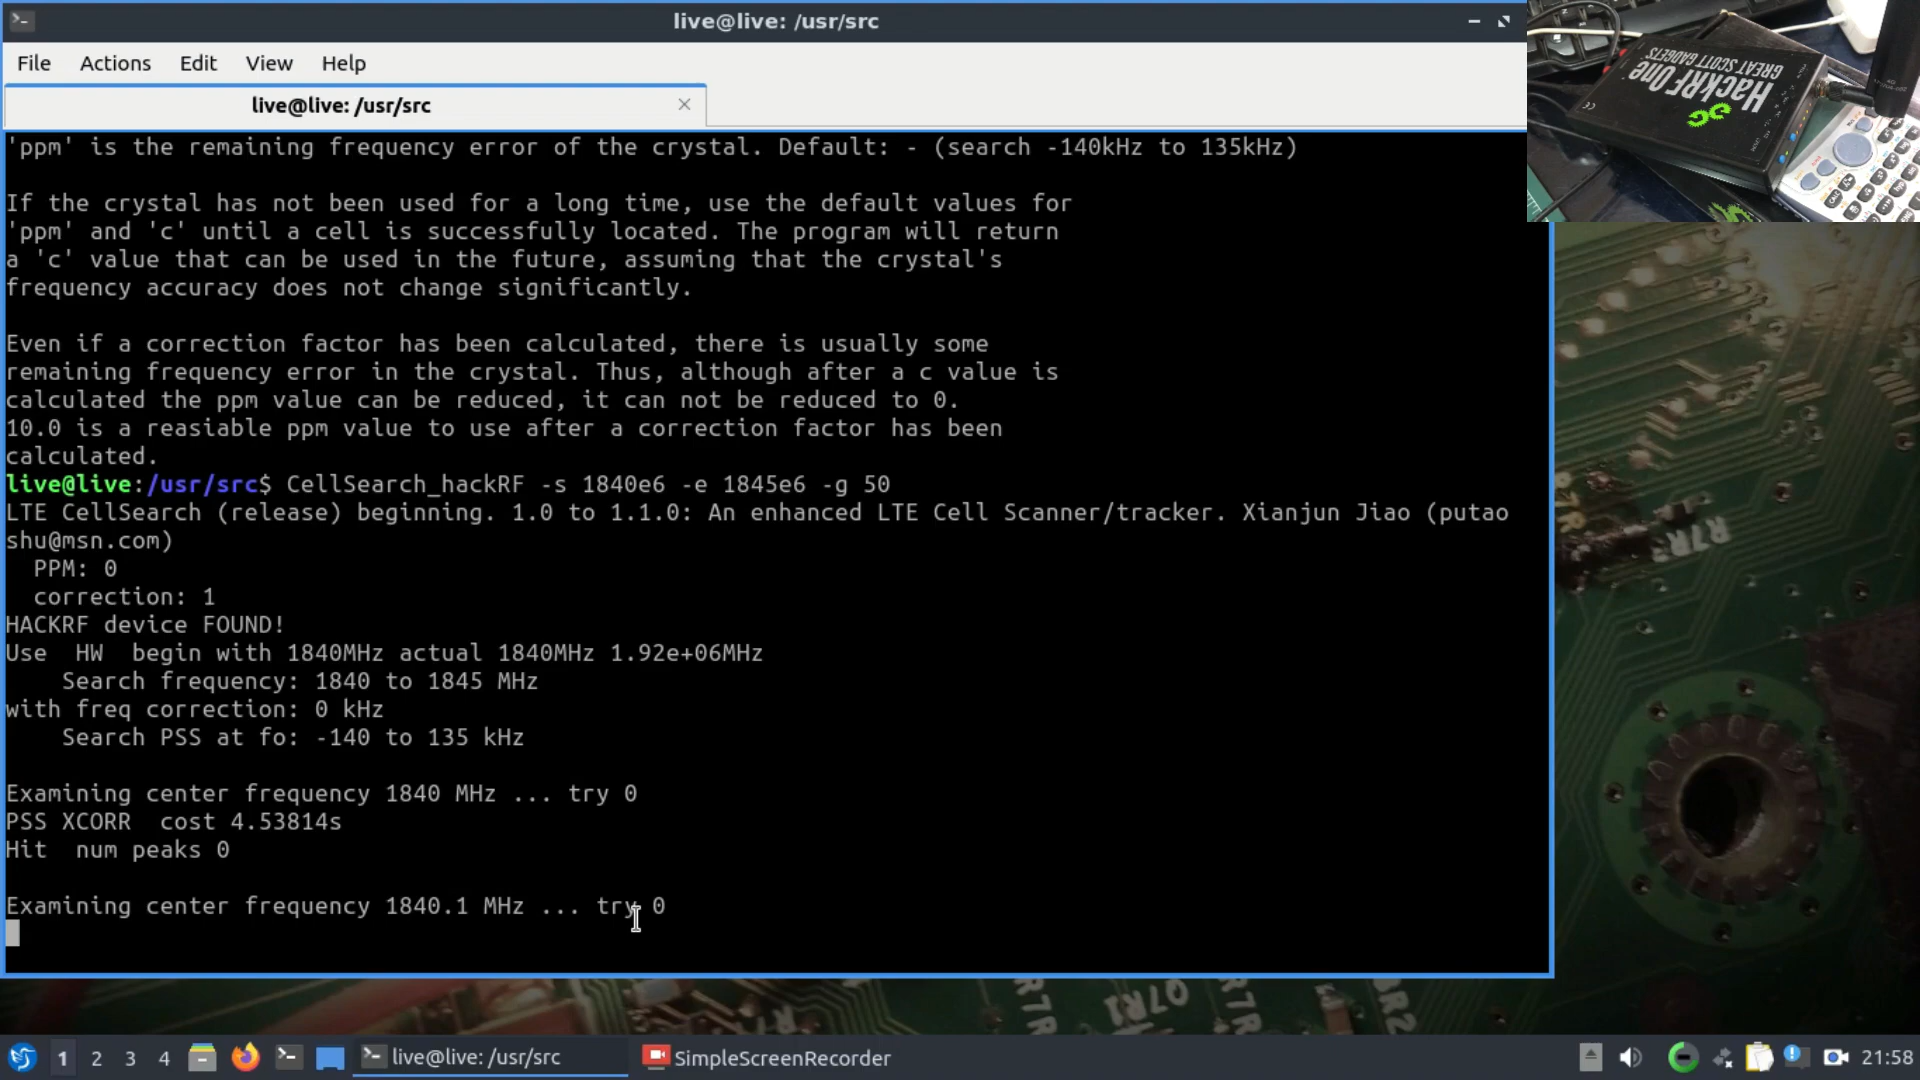 live@live: /usr/src
File Actions Edit View Help
live@live: /usr/src
'ppm' is the remaining frequency error of the crystal. Default: - (search -140kHz to 135kHz)
If the crystal has not been used for a long time, use the default values for
'ppm' and 'c' until a cell is successfully located. The program will return
a 'c' value that can be used in the future, assuming that the crystal's
frequency accuracy does not change significantly.
Even if a correction factor has been calculated, there is usually some
remaining frequency error in the crystal. Thus, although after a c value is
calculated the ppm value can be reduced, it can not be reduced to 0.
10.0 is a reasiable ppm value to use after a correction factor has been
calculated.
live@live:/usr/src$ CellSearch_hackRF -s 1840e6 -e 1845e6 -g 50
LTE CellSearch (release) beginning. 1.0 to 1.1.0: An enhanced LTE Cell Scanner/tracker. Xianjun Jiao (putao
shu@msn.com)
PPM: 0
correction: 1
HACKRF device FOUND!
Use  HW  begin with 1840MHz actual 1840MHz 1.92e+06MHz
Search frequency: 1840 to 1845 MHz
with freq correction: 0 kHz
Search PSS at fo: -140 to 135 kHz
Examining center frequency 1840 MHz ... try 0
PSS XCORR  cost 4.53814s
Hit  num peaks 0
Examining center frequency 1840.1 MHz ... try 0
HackRF One
GREAT SCOTT GADGETS
R7R
Q7R1
R7R
1 2 3 4
live@live: /usr/src
SimpleScreenRecorder
21:58